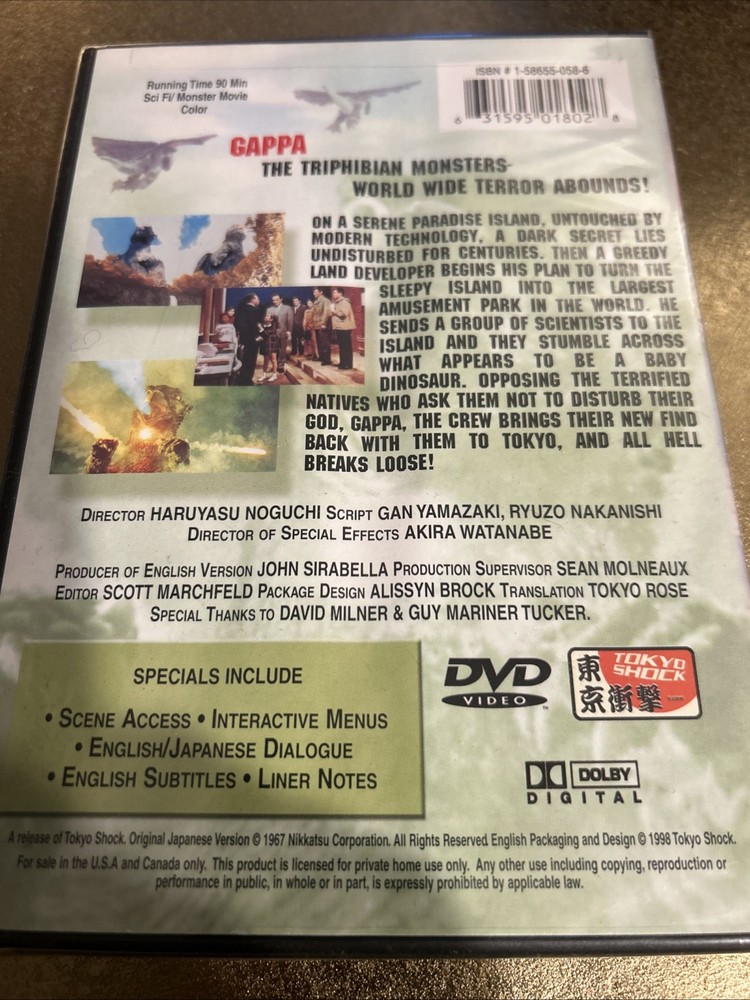 Running Time 90 Min
Sci Fi/ Monster Movie
Color
ISBN # 1-58655-058-6
6 31595 01802 8
GAPPA
THE TRIPHIBIAN MONSTERS-
WORLD WIDE TERROR ABOUNDS!
ON A SERENE PARADISE ISLAND, UNTOUCHED BY
MODERN TECHNOLOGY, A DARK SECRET LIES
UNDISTURBED FOR CENTURIES. THEN A GREEDY
LAND DEVELOPER BEGINS HIS PLAN TO TURN THE
SLEEPY ISLAND INTO THE LARGEST
AMUSEMENT PARK IN THE WORLD. HE
SENDS A GROUP OF SCIENTISTS TO THE
ISLAND AND THEY STUMBLE ACROSS
WHAT APPEARS TO BE A BABY
DINOSAUR. OPPOSING THE TERRIFIED
NATIVES WHO ASK THEM NOT TO DISTURB THEIR
GOD, GAPPA, THE CREW BRINGS THEIR NEW FIND
BACK WITH THEM TO TOKYO, AND ALL HELL
BREAKS LOOSE!
DIRECTOR HARUYASU NOGUCHI SCRIPT GAN YAMAZAKI, RYUZO NAKANISHI
DIRECTOR OF SPECIAL EFFECTS AKIRA WATANABE
PRODUCER OF ENGLISH VERSION JOHN SIRABELLA PRODUCTION SUPERVISOR SEAN MOLNEAUX
EDITOR SCOTT MARCHFELD PACKAGE DESIGN ALISSYN BROCK TRANSLATION TOKYO ROSE
SPECIAL THANKS TO DAVID MILNER & GUY MARINER TUCKER.
SPECIALS INCLUDE
• SCENE ACCESS • INTERACTIVE MENUS
• ENGLISH/JAPANESE DIALOGUE
• ENGLISH SUBTITLES • LINER NOTES
DVD
VIDEO
TOKYO
SHOCK
東京衝撃
DOLBY
DIGITAL
A release of Tokyo Shock. Original Japanese Version © 1967 Nikkatsu Corporation. All Rights Reserved. English Packaging and Design © 1998 Tokyo Shock.
For sale in the U.S.A and Canada only. This product is licensed for private home use only. Any other use including copying, reproduction or
performance in public, in whole or in part, is expressly prohibited by applicable law.